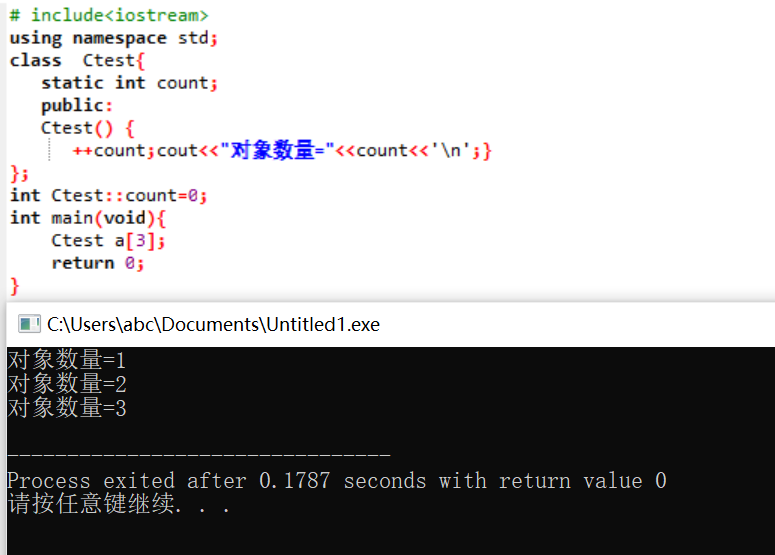 # include<iostream>
using namespace std;
class  Ctest{
   static int count;
   public:
   Ctest() {
      ++count;cout<<"对象数量="<<count<<'\n';}
};
int Ctest::count=0;
int main(void){
    Ctest a[3];
    return 0;
}
C:\Users\abc\Documents\Untitled1.exe
对象数量=1
对象数量=2
对象数量=3
--------------------------------
Process exited after 0.1787 seconds with return value 0
请按任意键继续. . .